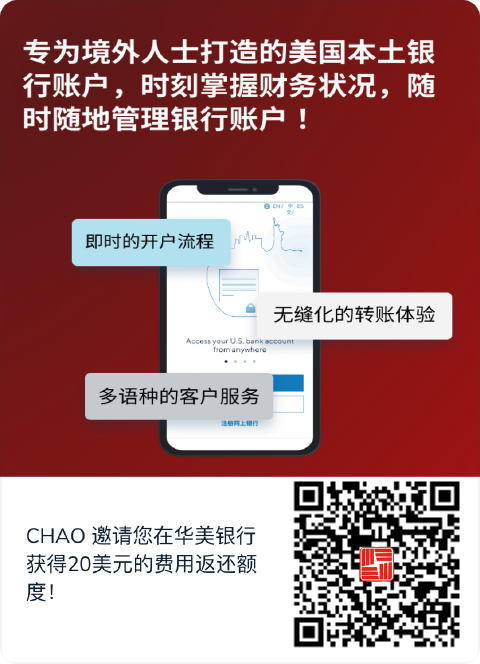 专为境外人士打造的美国本土银
行账户，时刻掌握财务状况，随
时随地管理银行账户！
EN/ 中文/ ES
即时的开户流程
无缝化的转账体验
Access your U.S. bank account
from anywhere
多语种的客户服务
注册网上银行
CHAO 邀请您在华美银行
获得20美元的费用返还额
度！